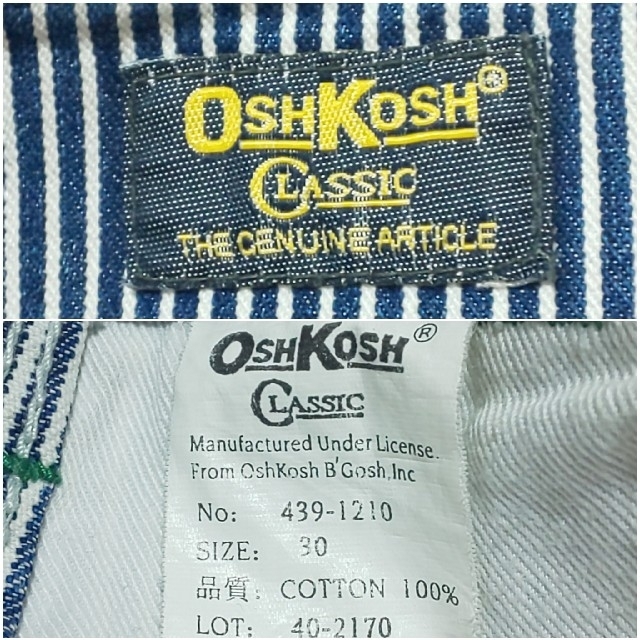 OSHKOSH®
CLASSIC
THE GENUINE ARTICLE
OSHKOSH®
CLASSIC
Manufactured Under License.
From OshKosh B'Gosh,Inc
No: 439-1210
SIZE: 30
品質: COTTON 100%
LOT: 40-2170